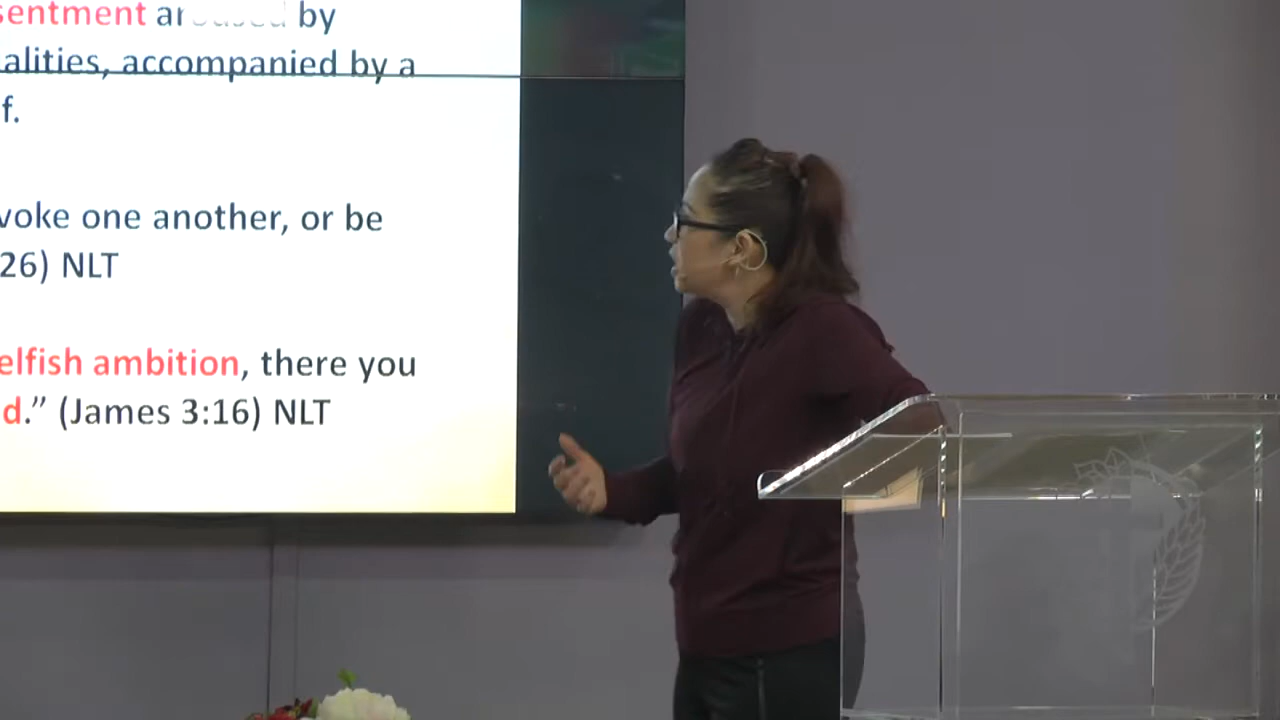 sentment aroused by
alities, accompanied by a
f.
voke one another, or be
26) NLT
elfish ambition, there you
d.” (James 3:16) NLT